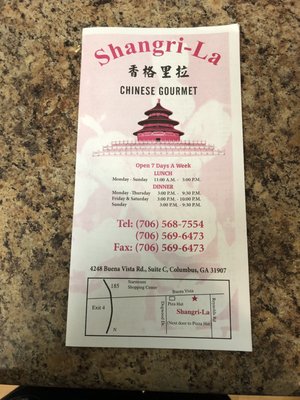 Shangri-La
香格里拉
CHINESE GOURMET
Open 7 Days A Week
LUNCH
Monday - Sunday 11:00 A.M. - 3:00 P.M.
DINNER
Monday - Thursday 3:00 P.M. - 9:30 P.M.
Friday & Saturday 3:00 P.M. - 10:00 P.M.
Sunday 3:00 P.M. - 9:30 P.M.
Tel: (706) 568-7554
(706) 569-6473
Fax: (706) 569-6473
4248 Buena Vista Rd., Suite C, Columbus, GA 31907
185
Shopping Center
Buena Vista
Exit 4
Pizza Hut
Shangri-La
(Next door to Pizza Hut)
N